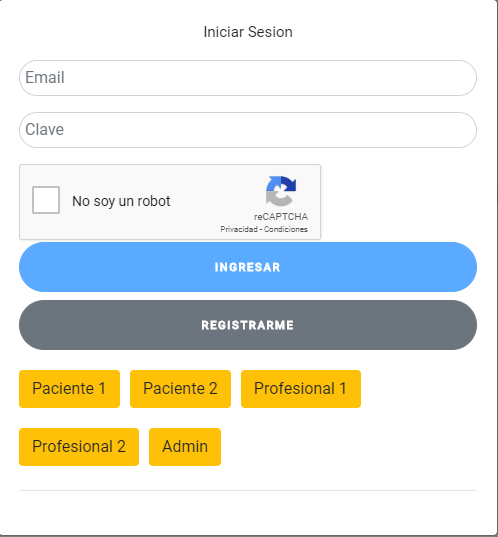 Iniciar Sesion
Email
Clave
No soy un robot
reCAPTCHA
Privacidad - Condiciones
INGRESAR
REGISTRARME
Paciente 1 Paciente 2 Profesional 1
Profesional 2 Admin